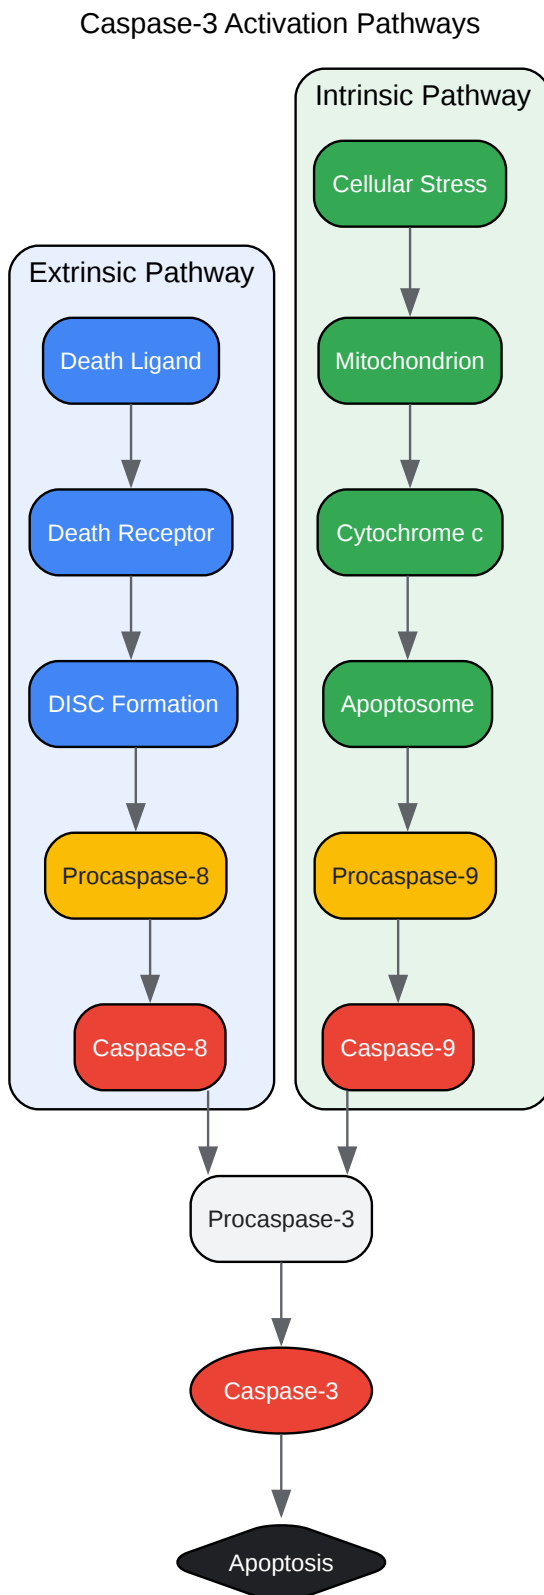 Caspase-3 Activation Pathways
Extrinsic Pathway
Death Ligand
Death Receptor
DISC Formation
Procaspase-8
Caspase-8
Intrinsic Pathway
Cellular Stress
Mitochondrion
Cytochrome c
Apoptosome
Procaspase-9
Caspase-9
Procaspase-3
Caspase-3
Apoptosis